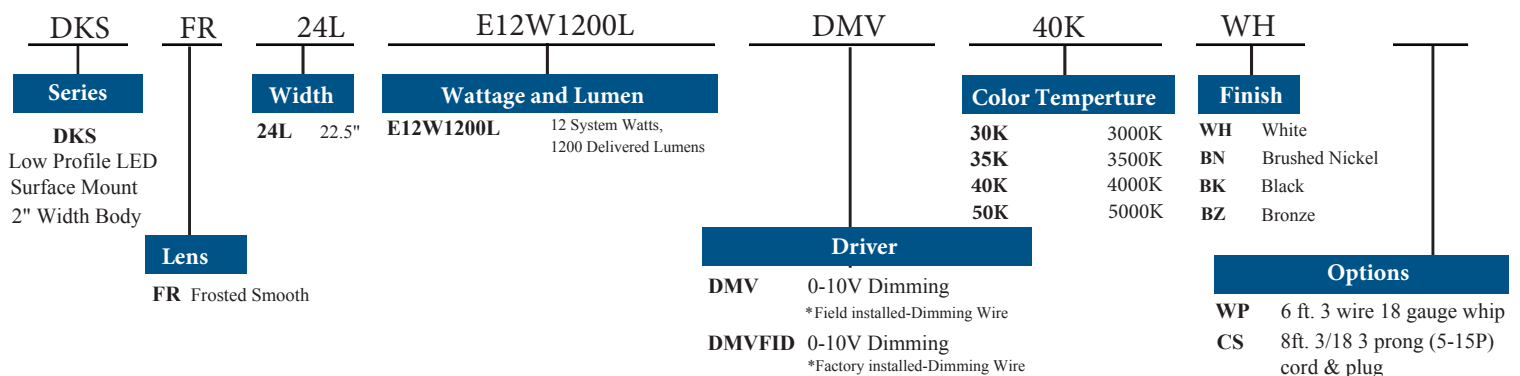 DKS FR 24L E12W1200L DMV 40K WH
Series
DKS
Low Profile LED
Surface Mount
2" Width Body
Lens
FR Frosted Smooth
Width
24L 22.5"
Wattage and Lumen
E12W1200L 12 System Watts,
1200 Delivered Lumens
Driver
DMV 0-10V Dimming
*Field installed-Dimming Wire
DMVFID 0-10V Dimming
*Factory installed-Dimming Wire
Color Temperture
30K 3000K
35K 3500K
40K 4000K
50K 5000K
Finish
WH White
BN Brushed Nickel
BK Black
BZ Bronze
Options
WP 6 ft. 3 wire 18 gauge whip
CS 8ft. 3/18 3 prong (5-15P)
cord & plug